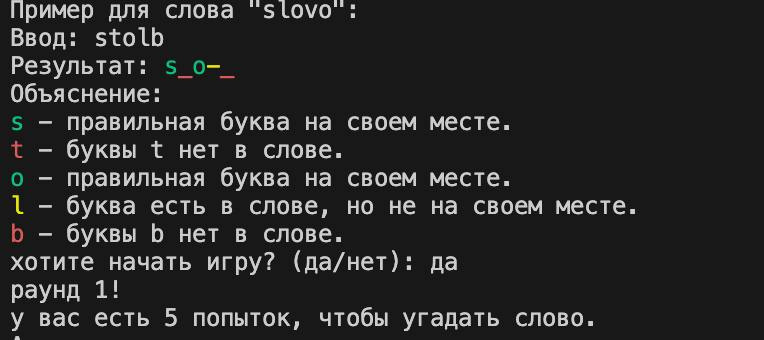 Пример для слова "slovo":
Ввод: stolb
Результат: s_o-_
Объяснение:
s - правильная буква на своем месте.
t - буквы t нет в слове.
o - правильная буква на своем месте.
l - буква есть в слове, но не на своем месте.
b - буквы b нет в слове.
хотите начать игру? (да/нет): да
раунд 1!
у вас есть 5 попыток, чтобы угадать слово.